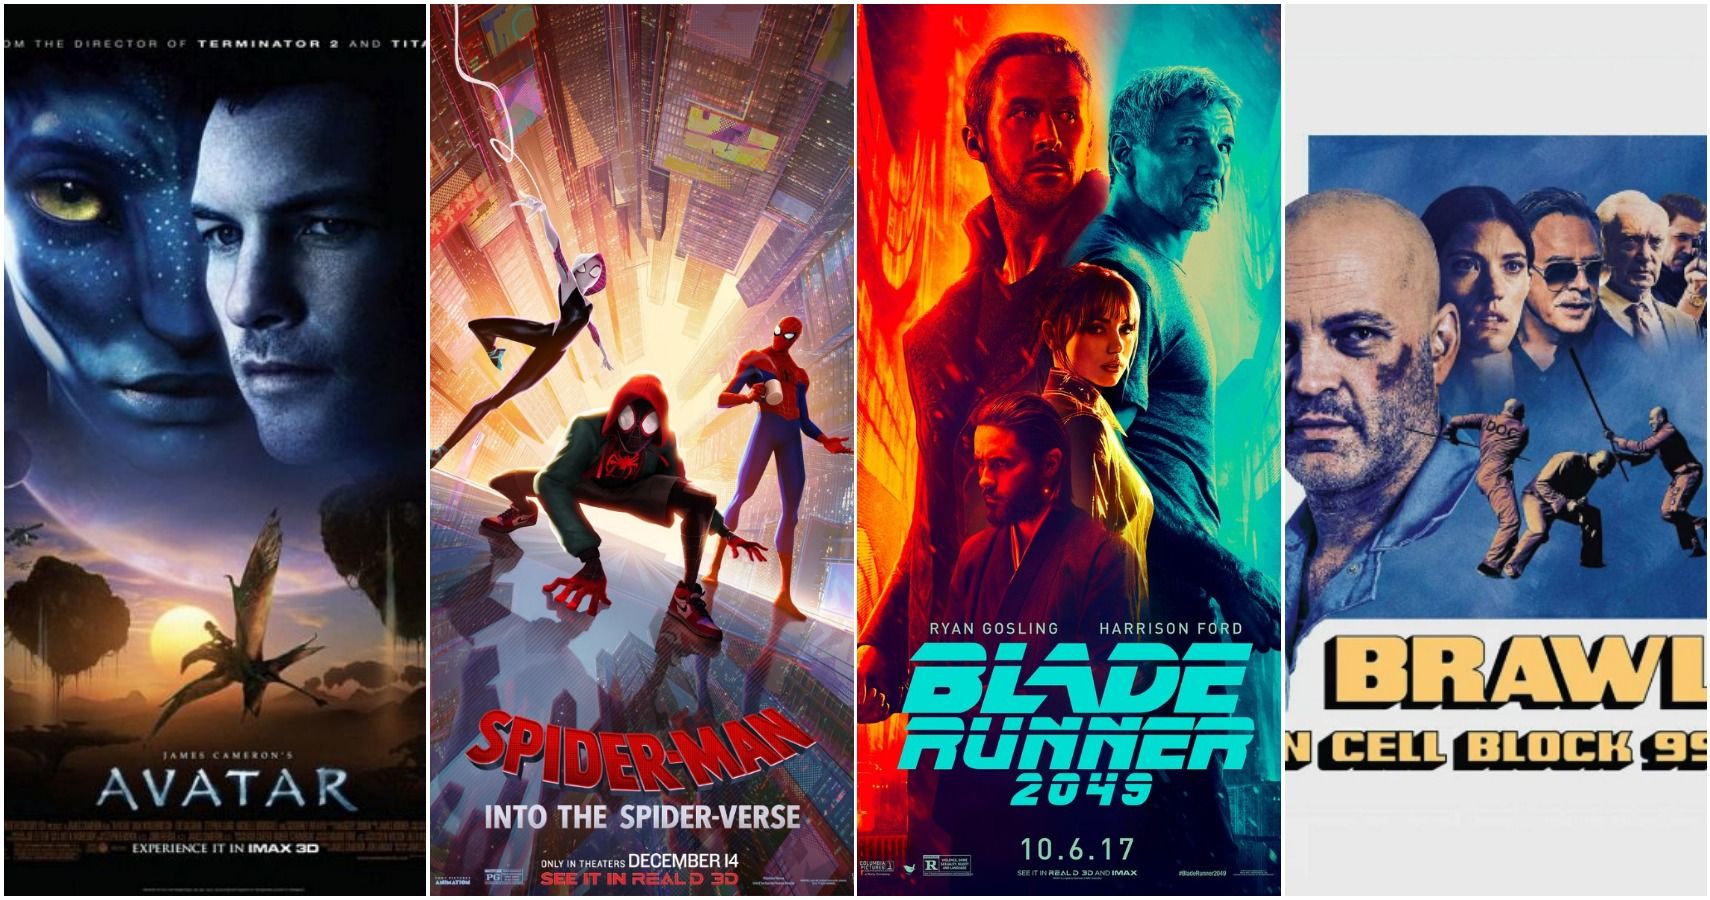 OM THE DIRECTOR OF TERMINATOR 2 AND TITA
JAMES CAMERON'S
AVATAR
EXPERIENCE IT IN IMAX 3D
SPIDER-MAN
INTO THE SPIDER-VERSE
ONLY IN THEATERS DECEMBER 14
SEE IT IN REAL D 3D
PG
RYAN GOSLING HARRISON FORD
BLADE
RUNNER
2049
10.6.17
R
SEE IT IN REAL D 3D AND IMAX
#BladeRunner2049
DOC
BRAWL
N CELL BLOCK 99